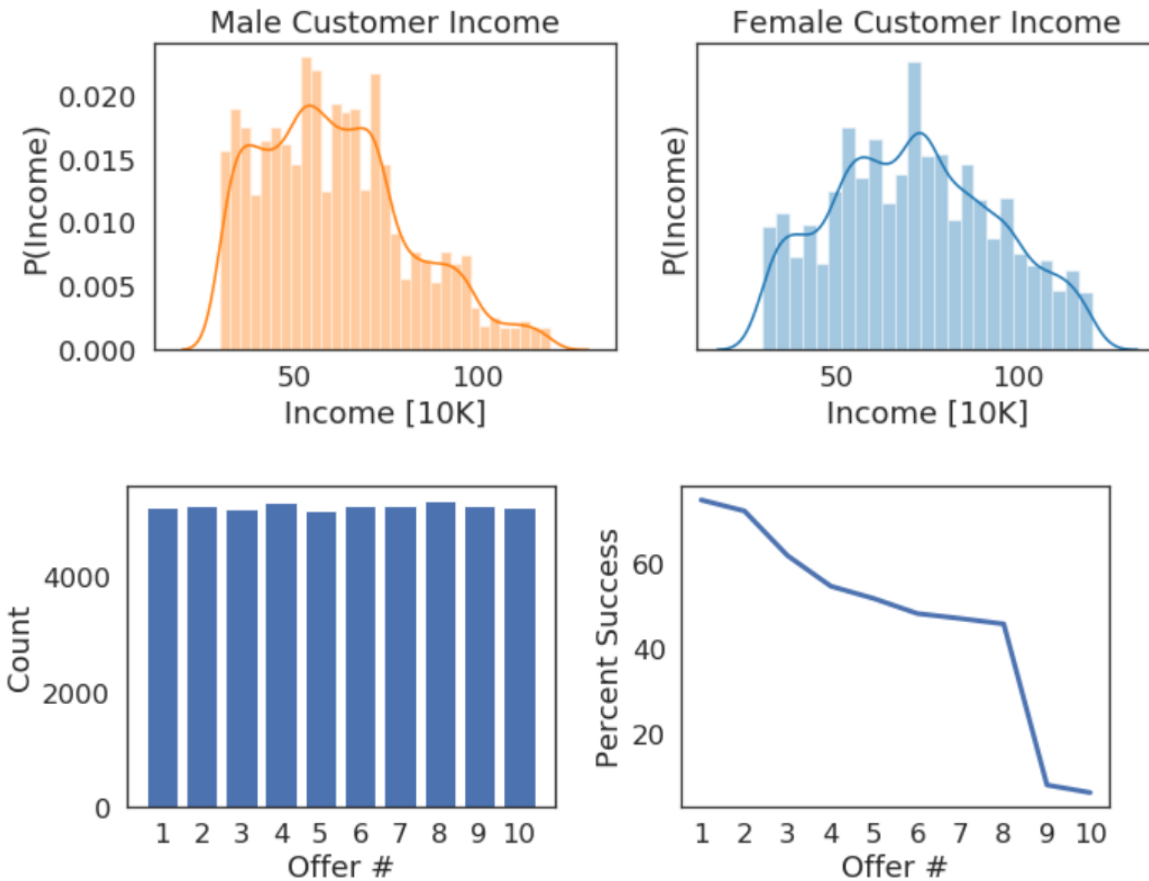 Male Customer Income
P(Income)
0.020
0.015
0.010
0.005
0.000
50 100
Income [10K]
Female Customer Income
P(Income)
50 100
Income [10K]
Count
4000
2000
0
1 2 3 4 5 6 7 8 9 10
Offer #
Percent Success
60
40
20
1 2 3 4 5 6 7 8 9 10
Offer #